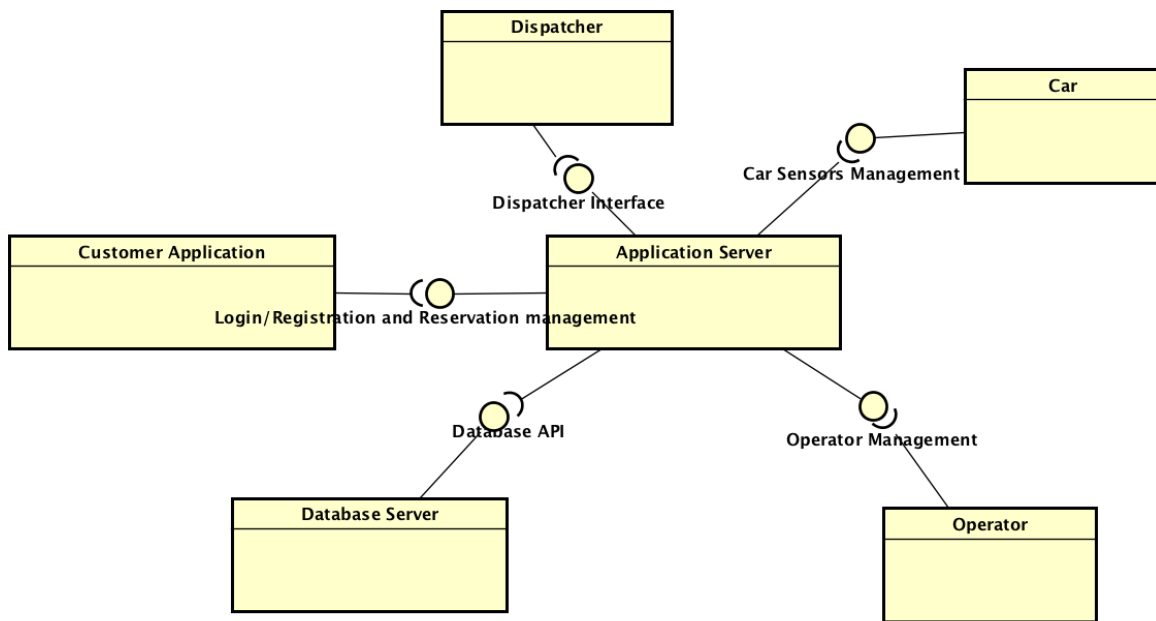 Dispatcher
Car
Car Sensors Management
Dispatcher Interface
Customer Application
Application Server
Login/Registration and Reservation management
Database API
Operator Management
Database Server
Operator